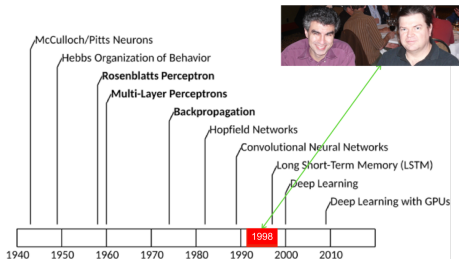 McCulloch/Pitts Neurons
Hebbs Organization of Behavior
Rosenblatts Perceptron
Multi-Layer Perceptrons
Backpropagation
Hopfield Networks
Convolutional Neural Networks
Long Short-Term Memory (LSTM)
Deep Learning
Deep Learning with GPUs
1998
1940 1950 1960 1970 1980 1990 2000 2010